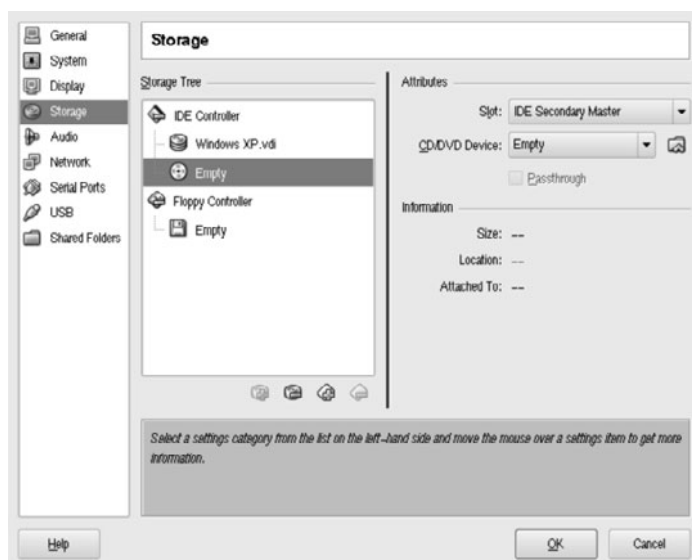 General
System
Display
Storage
Audio
Network
Serial Ports
USB
Shared Folders
Storage
Storage Tree
IDE Controller
Windows XP.vdi
Empty
Floppy Controller
Empty
Attributes
Slot: IDE Secondary Master
CD/DVD Device: Empty
Passthrough
Information
Size: --
Location: --
Attached To: --
Select a settings category from the list on the left-hand side and move the mouse over a settings item to get more
information.
Help
OK
Cancel